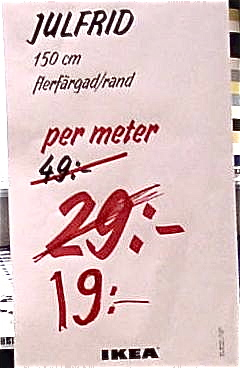 JULFRID
150 cm
flerfärgad/rand
per meter
49:-
29:-
19:-
IKEA